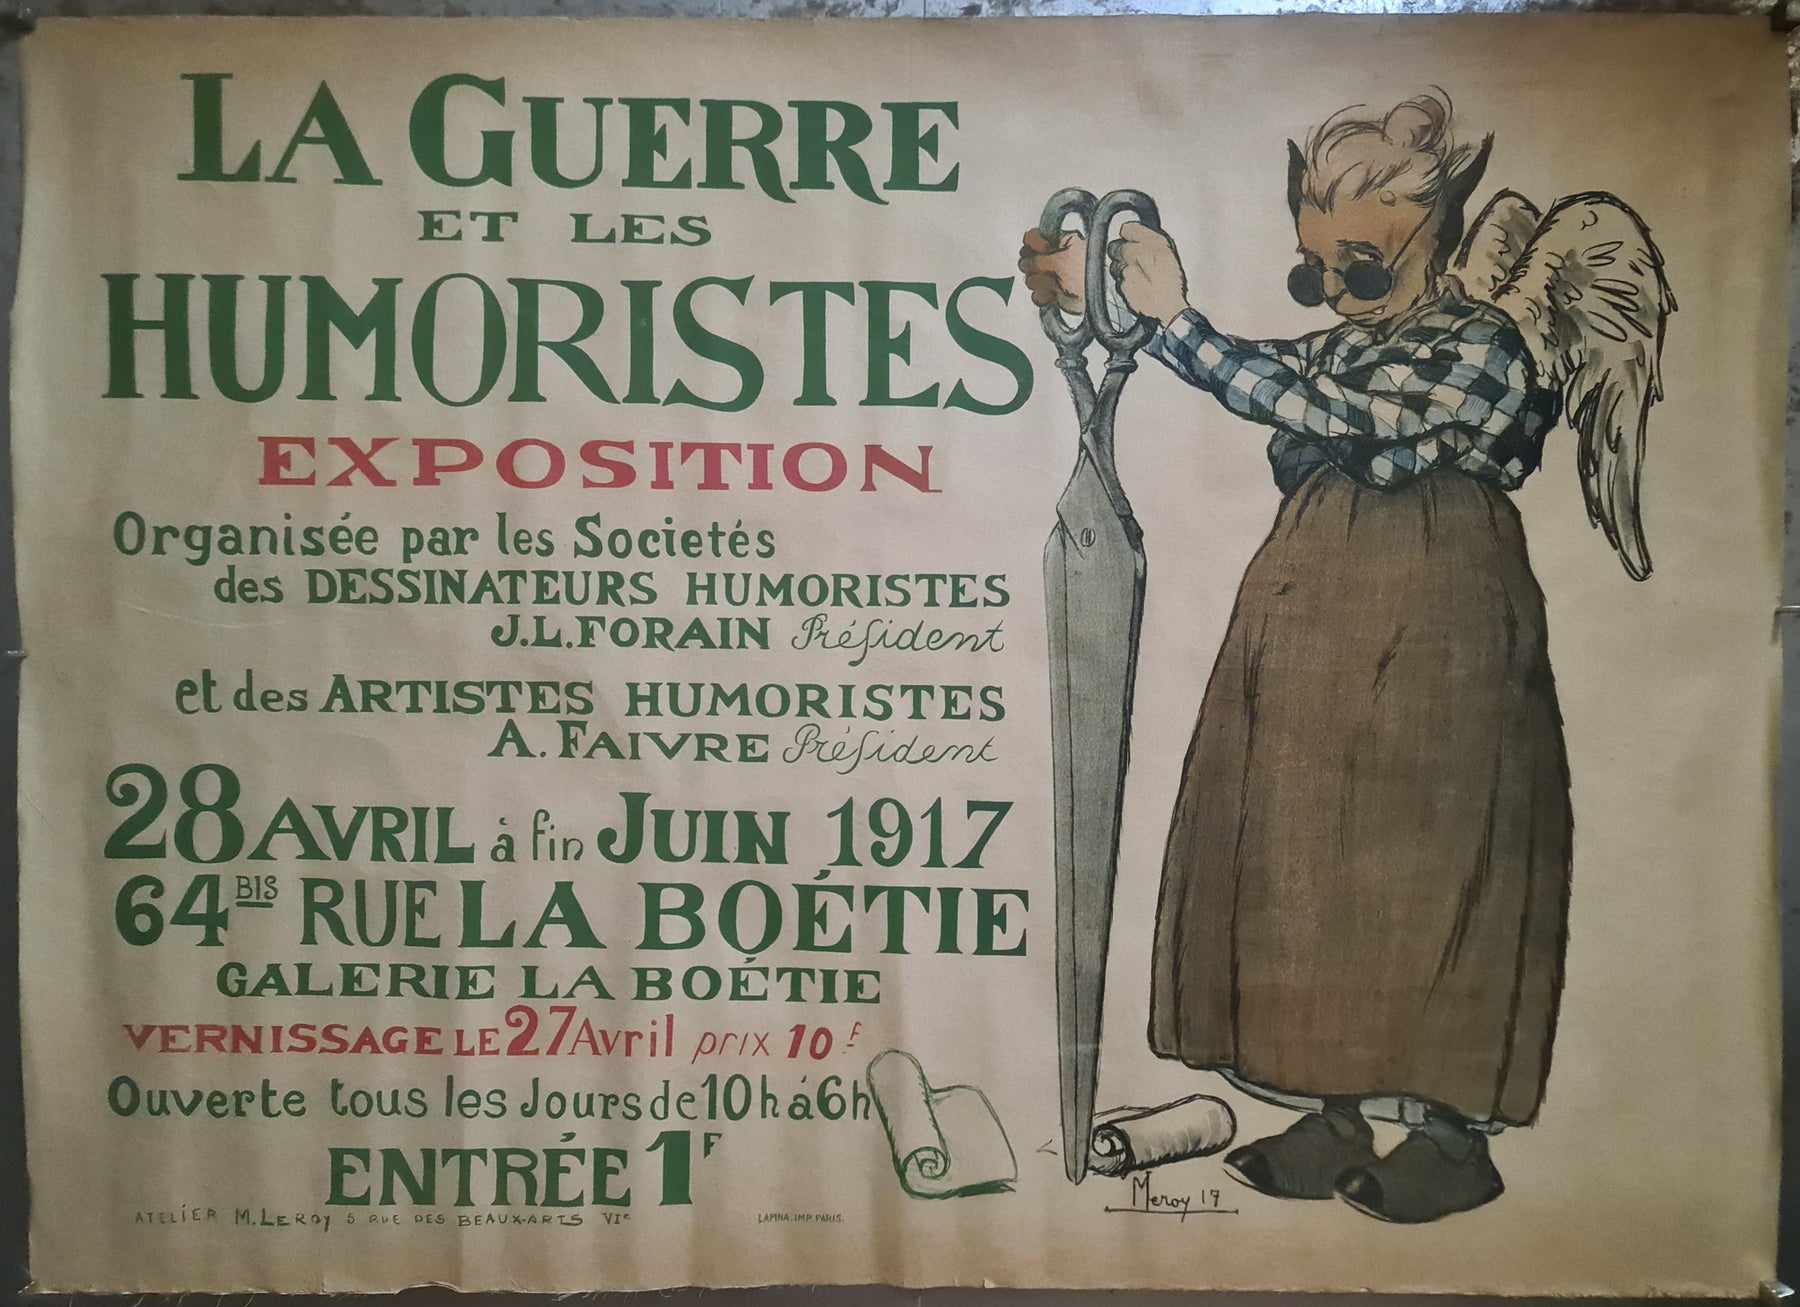 LA GUERRE
ET LES
HUMORISTES
EXPOSITION
Organisée par les Societés
des DESSINATEURS HUMORISTES
J.L.FORAIN Président
et des ARTISTES HUMORISTES
A. FAIVRE Président
28 AVRIL à fin JUIN 1917
64 BIS RUE LA BOÉTIE
GALERIE LA BOÉTIE
VERNISSAGE LE 27 Avril prix 10 F
Ouverte tous les Jours de 10h à 6h
ENTRÉE 1F
ATELIER M. LEROY 5 RUE DES BEAUX-ARTS VIe
LAPINA. IMP. PARIS.
Meroy 17